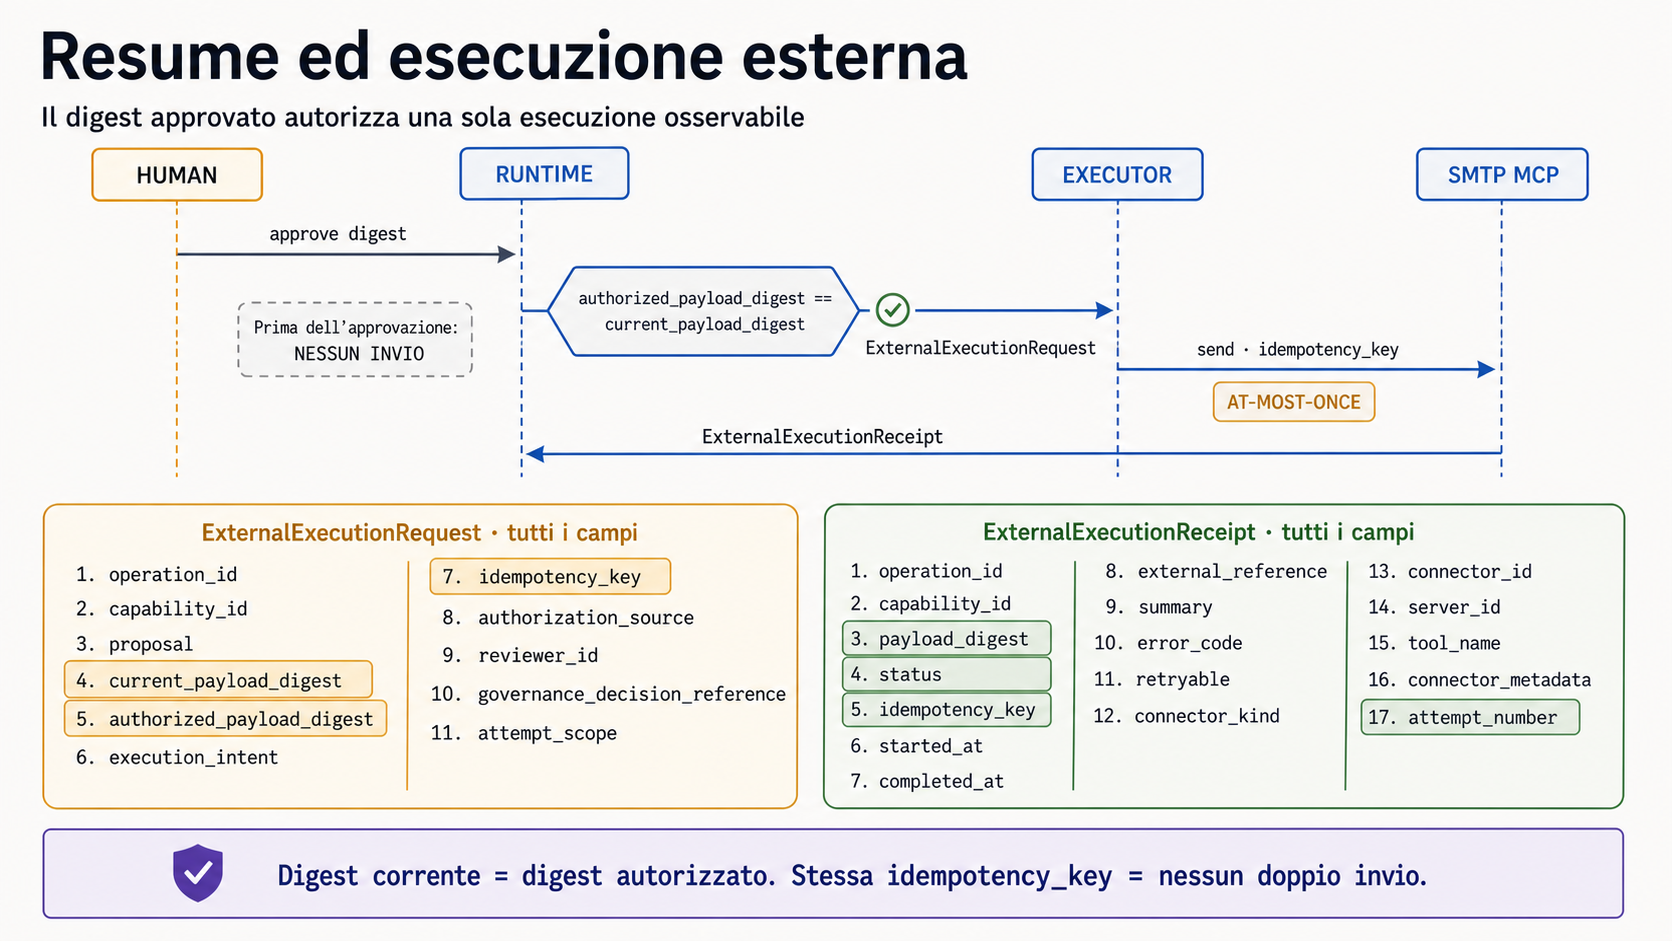 Resume ed esecuzione esterna
Il digest approvato autorizza una sola esecuzione osservabile
HUMAN
RUNTIME
EXECUTOR
SMTP MCP
approve digest
Prima dell'approvazione:
NESSUN INVIO
authorized_payload_digest ==
current_payload_digest
ExternalExecutionRequest
send · idempotency_key
AT-MOST-ONCE
ExternalExecutionReceipt
ExternalExecutionRequest · tutti i campi
1. operation_id
2. capability_id
3. proposal
4. current_payload_digest
5. authorized_payload_digest
6. execution_intent
7. idempotency_key
8. authorization_source
9. reviewer_id
10. governance_decision_reference
11. attempt_scope
ExternalExecutionReceipt · tutti i campi
1. operation_id
2. capability_id
3. payload_digest
4. status
5. idempotency_key
6. started_at
7. completed_at
8. external_reference
9. summary
10. error_code
11. retryable
12. connector_kind
13. connector_id
14. server_id
15. tool_name
16. connector_metadata
17. attempt_number
Digest corrente = digest autorizzato. Stessa idempotency_key = nessun doppio invio.